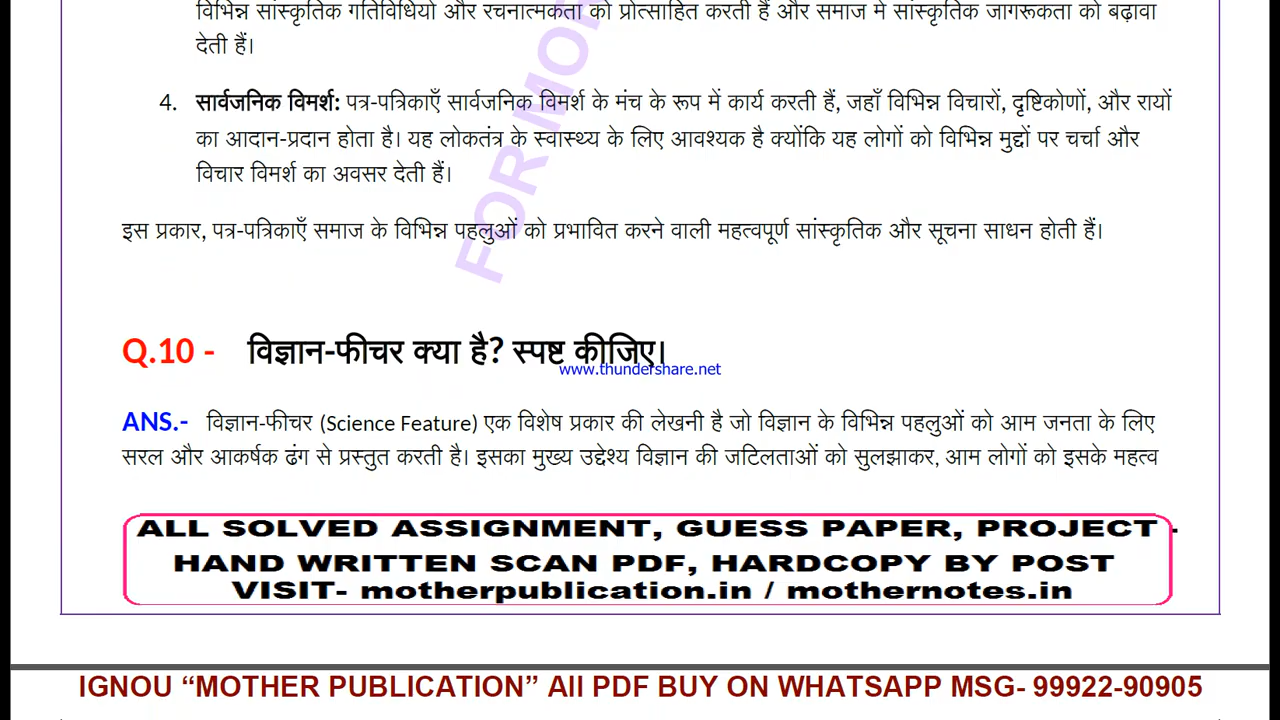 विभिन्न सांस्कृतिक गतिविधियों और रचनात्मकता को प्रोत्साहित करती हैं और समाज में सांस्कृतिक जागरूकता को बढ़ावा
देती हैं।
4. सार्वजनिक विमर्श: पत्र-पत्रिकाएँ सार्वजनिक विमर्श के मंच के रूप में कार्य करती हैं, जहाँ विभिन्न विचारों, दृष्टिकोणों, और रायों
का आदान-प्रदान होता है। यह लोकतंत्र के स्वास्थ्य के लिए आवश्यक है क्योंकि यह लोगों को विभिन्न मुद्दों पर चर्चा और
विचार विमर्श का अवसर देती हैं।
इस प्रकार, पत्र-पत्रिकाएँ समाज के विभिन्न पहलुओं को प्रभावित करने वाली महत्वपूर्ण सांस्कृतिक और सूचना साधन होती हैं।
FOR MOR
Q.10 - विज्ञान-फीचर क्या है? स्पष्ट कीजिए।
www.thundershare.net
ANS.- विज्ञान-फीचर (Science Feature) एक विशेष प्रकार की लेखनी है जो विज्ञान के विभिन्न पहलुओं को आम जनता के लिए
सरल और आकर्षक ढंग से प्रस्तुत करती है। इसका मुख्य उद्देश्य विज्ञान की जटिलताओं को सुलझाकर, आम लोगों को इसके महत्व
ALL SOLVED ASSIGNMENT, GUESS PAPER, PROJECT -
HAND WRITTEN SCAN PDF, HARDCOPY BY POST
VISIT- motherpublication.in / mothernotes.in
IGNOU “MOTHER PUBLICATION” All PDF BUY ON WHATSAPP MSG- 99922-90905